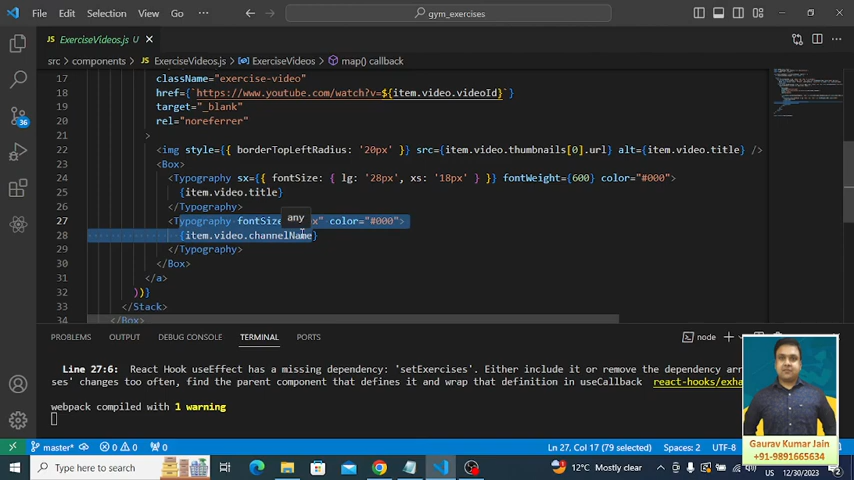 File Edit Selection View Go ··· gym_exercises
ExerciseVideos.js U
src > components > ExerciseVideos.js > ExerciseVideos > map() callback
17 className="exercise-video"
18 href={`https://www.youtube.com/watch?v=${item.video.videoId}`}
19 target="_blank"
20 rel="noreferrer"
21 >
22 <img style={{ borderTopLeftRadius: '20px' }} src={item.video.thumbnails[0].url} alt={item.video.title} />
23 <Box>
24 <Typography sx={{ fontSize: { lg: '28px', xs: '18px' } }} fontWeight={600} color="#000">
25 {item.video.title}
26 </Typography>
any
27 <Typography fontSize x" color="#000">
28 {item.video.channelName}
29 </Typography>
30 </Box>
31 </a>
32 ))}
33 </Stack>
34 </Box>
36
PROBLEMS OUTPUT DEBUG CONSOLE TERMINAL PORTS node
Line 27:6: React Hook useEffect has a missing dependency: 'setExercises'. Either include it or remove the dependency arr
ses' changes too often, find the parent component that defines it and wrap that definition in useCallback react-hooks/exha
webpack compiled with 1 warning
Gaurav Kumar Jain
+91-9891665634
master* 0 0 0 Ln 27, Col 17 (79 selected) Spaces: 2 UTF-8
Type here to search 12°C Mostly clear US 12/30/2023